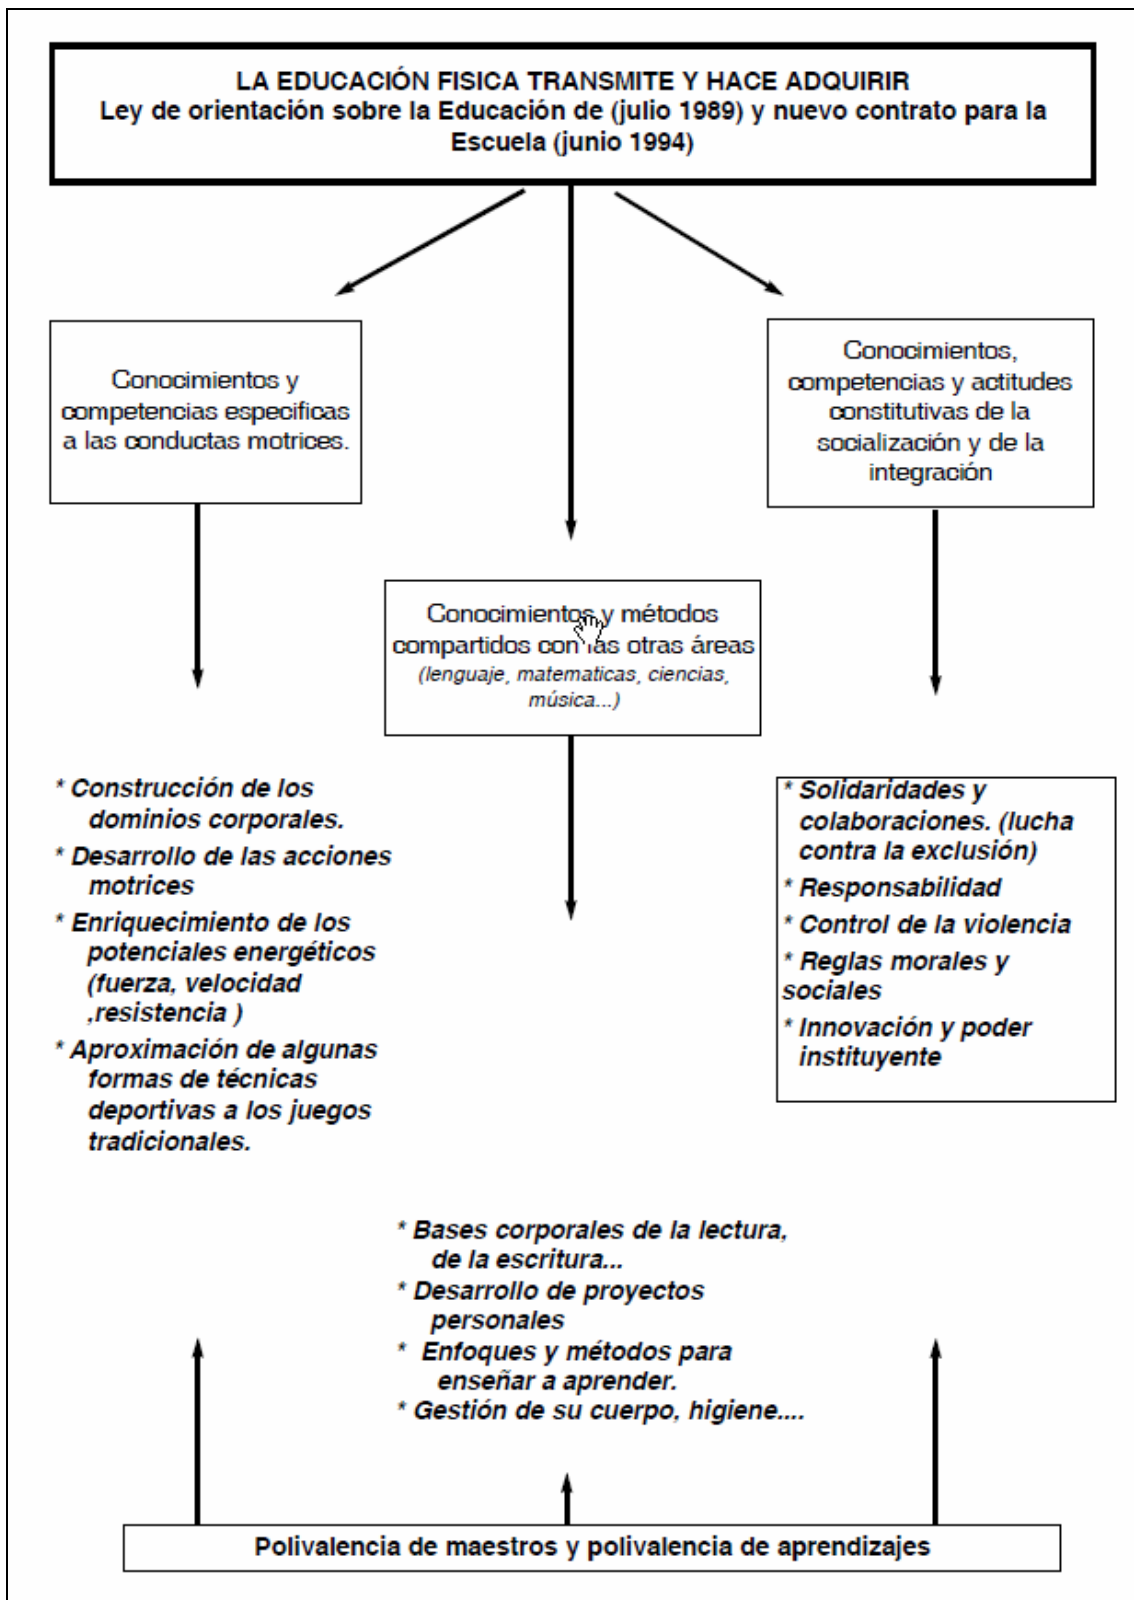 LA EDUCACIÓN FISICA TRANSMITE Y HACE ADQUIRIR
Ley de orientación sobre la Educación de (julio 1989) y nuevo contrato para la
Escuela (junio 1994)
Conocimientos y
competencias especificas
a las conductas motrices.
Conocimientos,
competencias y actitudes
constitutivas de la
socialización y de la
integración
Conocimientos y métodos
compartidos con las otras áreas
(lenguaje, matematicas, ciencias,
música...)
* Construcción de los
dominios corporales.
* Desarrollo de las acciones
motrices
* Enriquecimiento de los
potenciales energéticos
(fuerza, velocidad
,resistencia )
* Aproximación de algunas
formas de técnicas
deportivas a los juegos
tradicionales.
* Solidaridades y
colaboraciones. (lucha
contra la exclusión)
* Responsabilidad
* Control de la violencia
* Reglas morales y
sociales
* Innovación y poder
instituyente
* Bases corporales de la lectura,
de la escritura...
* Desarrollo de proyectos
personales
* Enfoques y métodos para
enseñar a aprender.
* Gestión de su cuerpo, higiene....
Polivalencia de maestros y polivalencia de aprendizajes